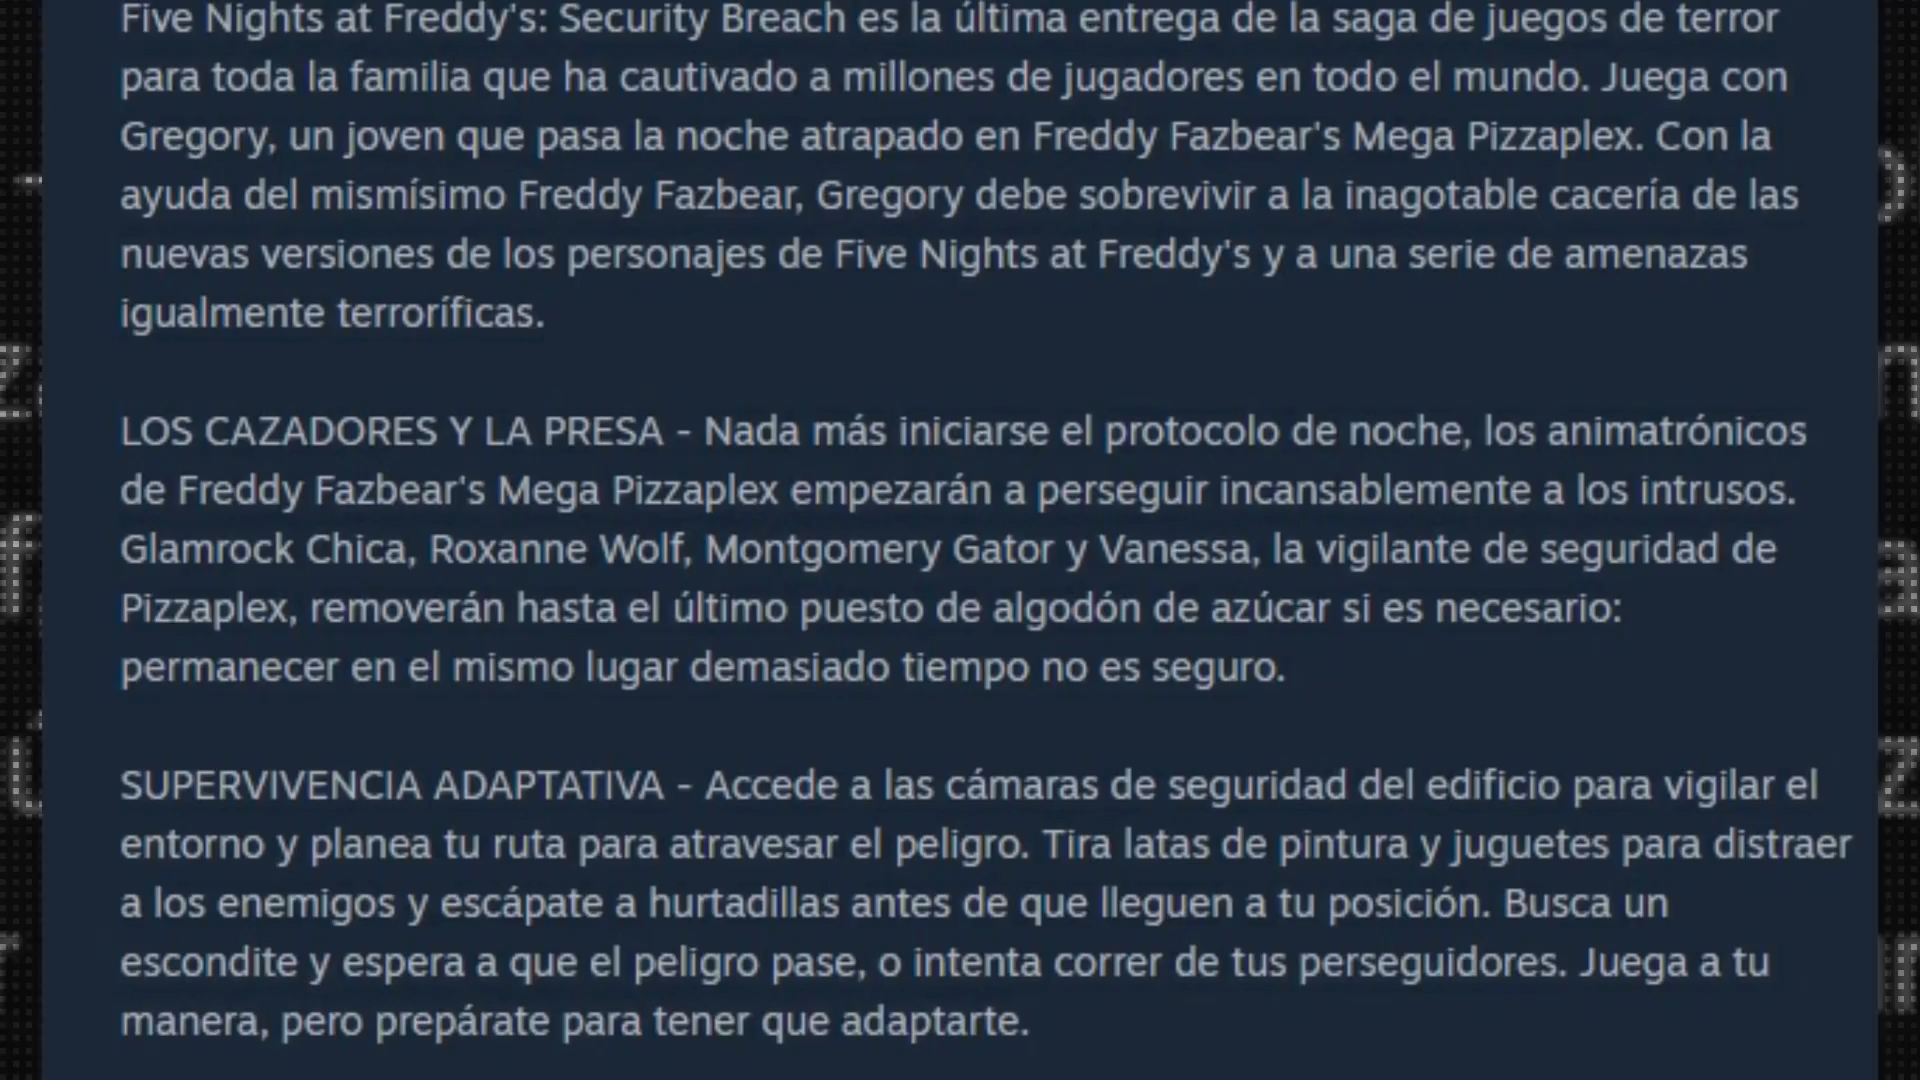 Five Nights at Freddy's: Security Breach es la última entrega de la saga de juegos de terror
para toda la familia que ha cautivado a millones de jugadores en todo el mundo. Juega con
Gregory, un joven que pasa la noche atrapado en Freddy Fazbear's Mega Pizzaplex. Con la
ayuda del mismísimo Freddy Fazbear, Gregory debe sobrevivir a la inagotable cacería de las
nuevas versiones de los personajes de Five Nights at Freddy's y a una serie de amenazas
igualmente terroríficas.
LOS CAZADORES Y LA PRESA - Nada más iniciarse el protocolo de noche, los animatrónicos
de Freddy Fazbear's Mega Pizzaplex empezarán a perseguir incansablemente a los intrusos.
Glamrock Chica, Roxanne Wolf, Montgomery Gator y Vanessa, la vigilante de seguridad de
Pizzaplex, removerán hasta el último puesto de algodón de azúcar si es necesario:
permanecer en el mismo lugar demasiado tiempo no es seguro.
SUPERVIVENCIA ADAPTATIVA - Accede a las cámaras de seguridad del edificio para vigilar el
entorno y planea tu ruta para atravesar el peligro. Tira latas de pintura y juguetes para distraer
a los enemigos y escápate a hurtadillas antes de que lleguen a tu posición. Busca un
escondite y espera a que el peligro pase, o intenta correr de tus perseguidores. Juega a tu
manera, pero prepárate para tener que adaptarte.